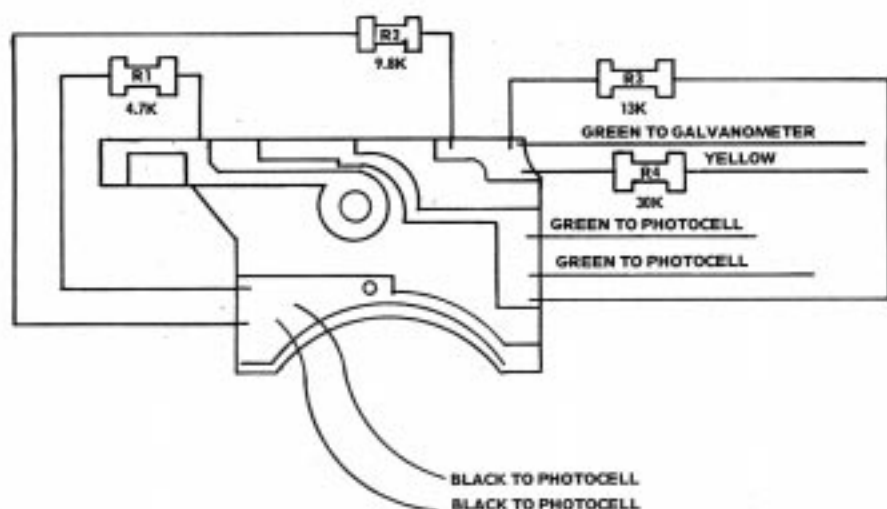 R2
9.8K
R1
4.7K
R3
13K
GREEN TO GALVANOMETER
YELLOW
R4
30K
GREEN TO PHOTOCELL
GREEN TO PHOTOCELL
BLACK TO PHOTOCELL
BLACK TO PHOTOCELL